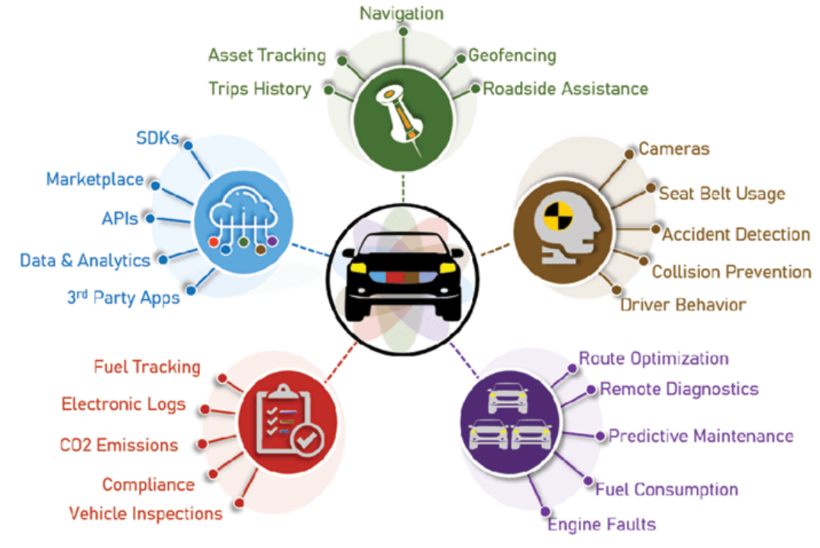 Navigation
Asset Tracking
Geofencing
Trips History
Roadside Assistance
SDKs
Marketplace
APIs
Data & Analytics
3rd Party Apps
Cameras
Seat Belt Usage
Accident Detection
Collision Prevention
Driver Behavior
Fuel Tracking
Electronic Logs
CO2 Emissions
Compliance
Vehicle Inspections
Route Optimization
Remote Diagnostics
Predictive Maintenance
Fuel Consumption
Engine Faults